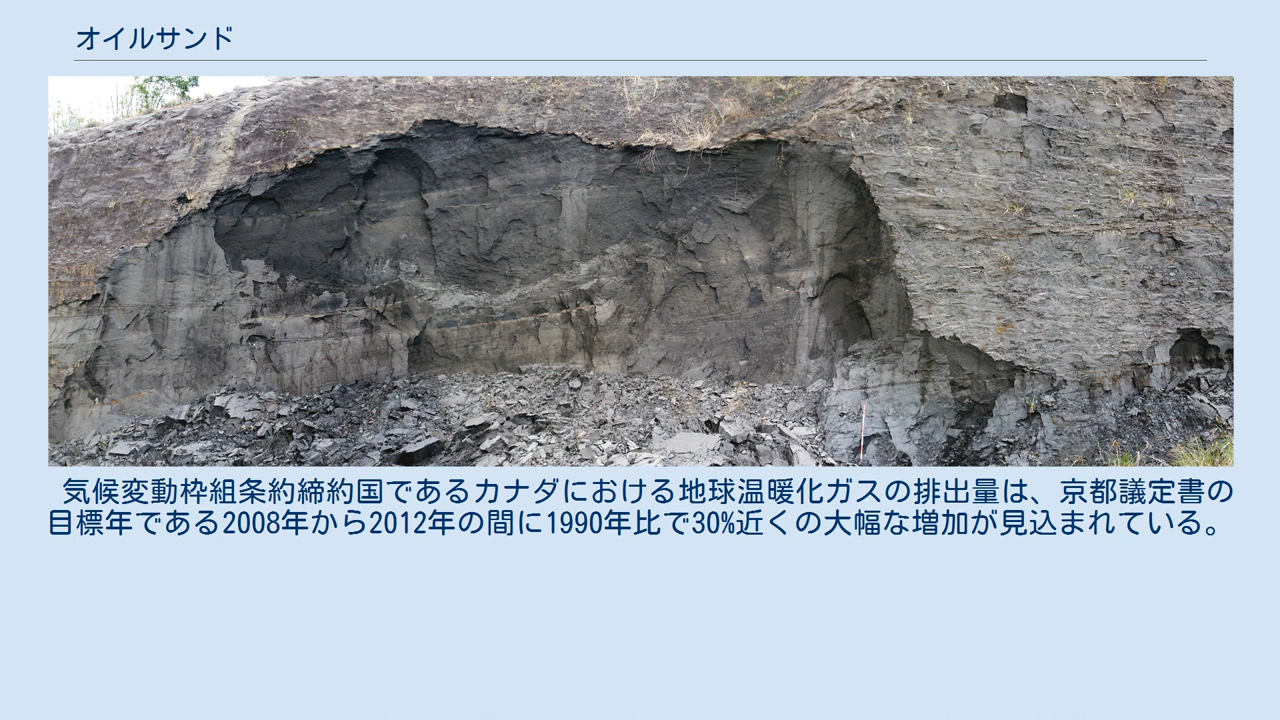 オイルサンド
気候変動枠組条約締約国であるカナダにおける地球温暖化ガスの排出量は、京都議定書の
目標年である2008年から2012年の間に1990年比で30%近くの大幅な増加が見込まれている。